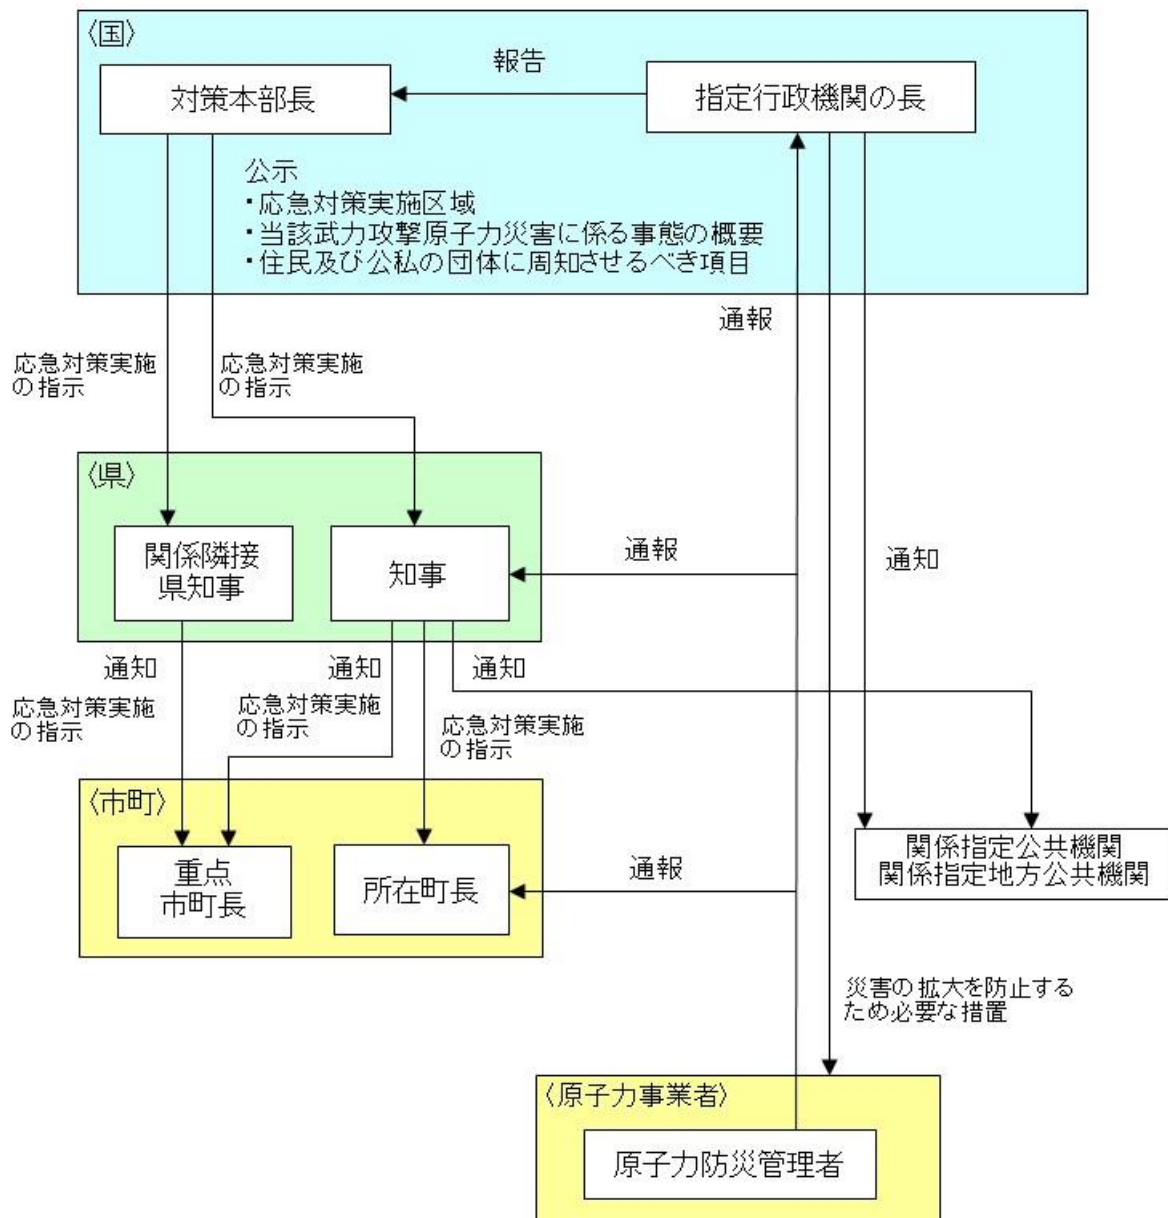 〈国〉
報告
対策本部長
指定行政機関の長
公示
・応急対策実施区域
・当該武力攻撃原子力災害に係る事態の概要
・住民及び公私の団体に周知させるべき項目
通報
応急対策実施
の指示
応急対策実施
の指示
〈県〉
関係隣接
県知事
知事
通報
通知
通知
通知
通知
応急対策実施
の指示
応急対策実施
の指示
応急対策実施
の指示
〈市町〉
重点
市町長
所在町長
通報
関係指定公共機関
関係指定地方公共機関
災害の拡大を防止する
ため必要な措置
〈原子力事業者〉
原子力防災管理者